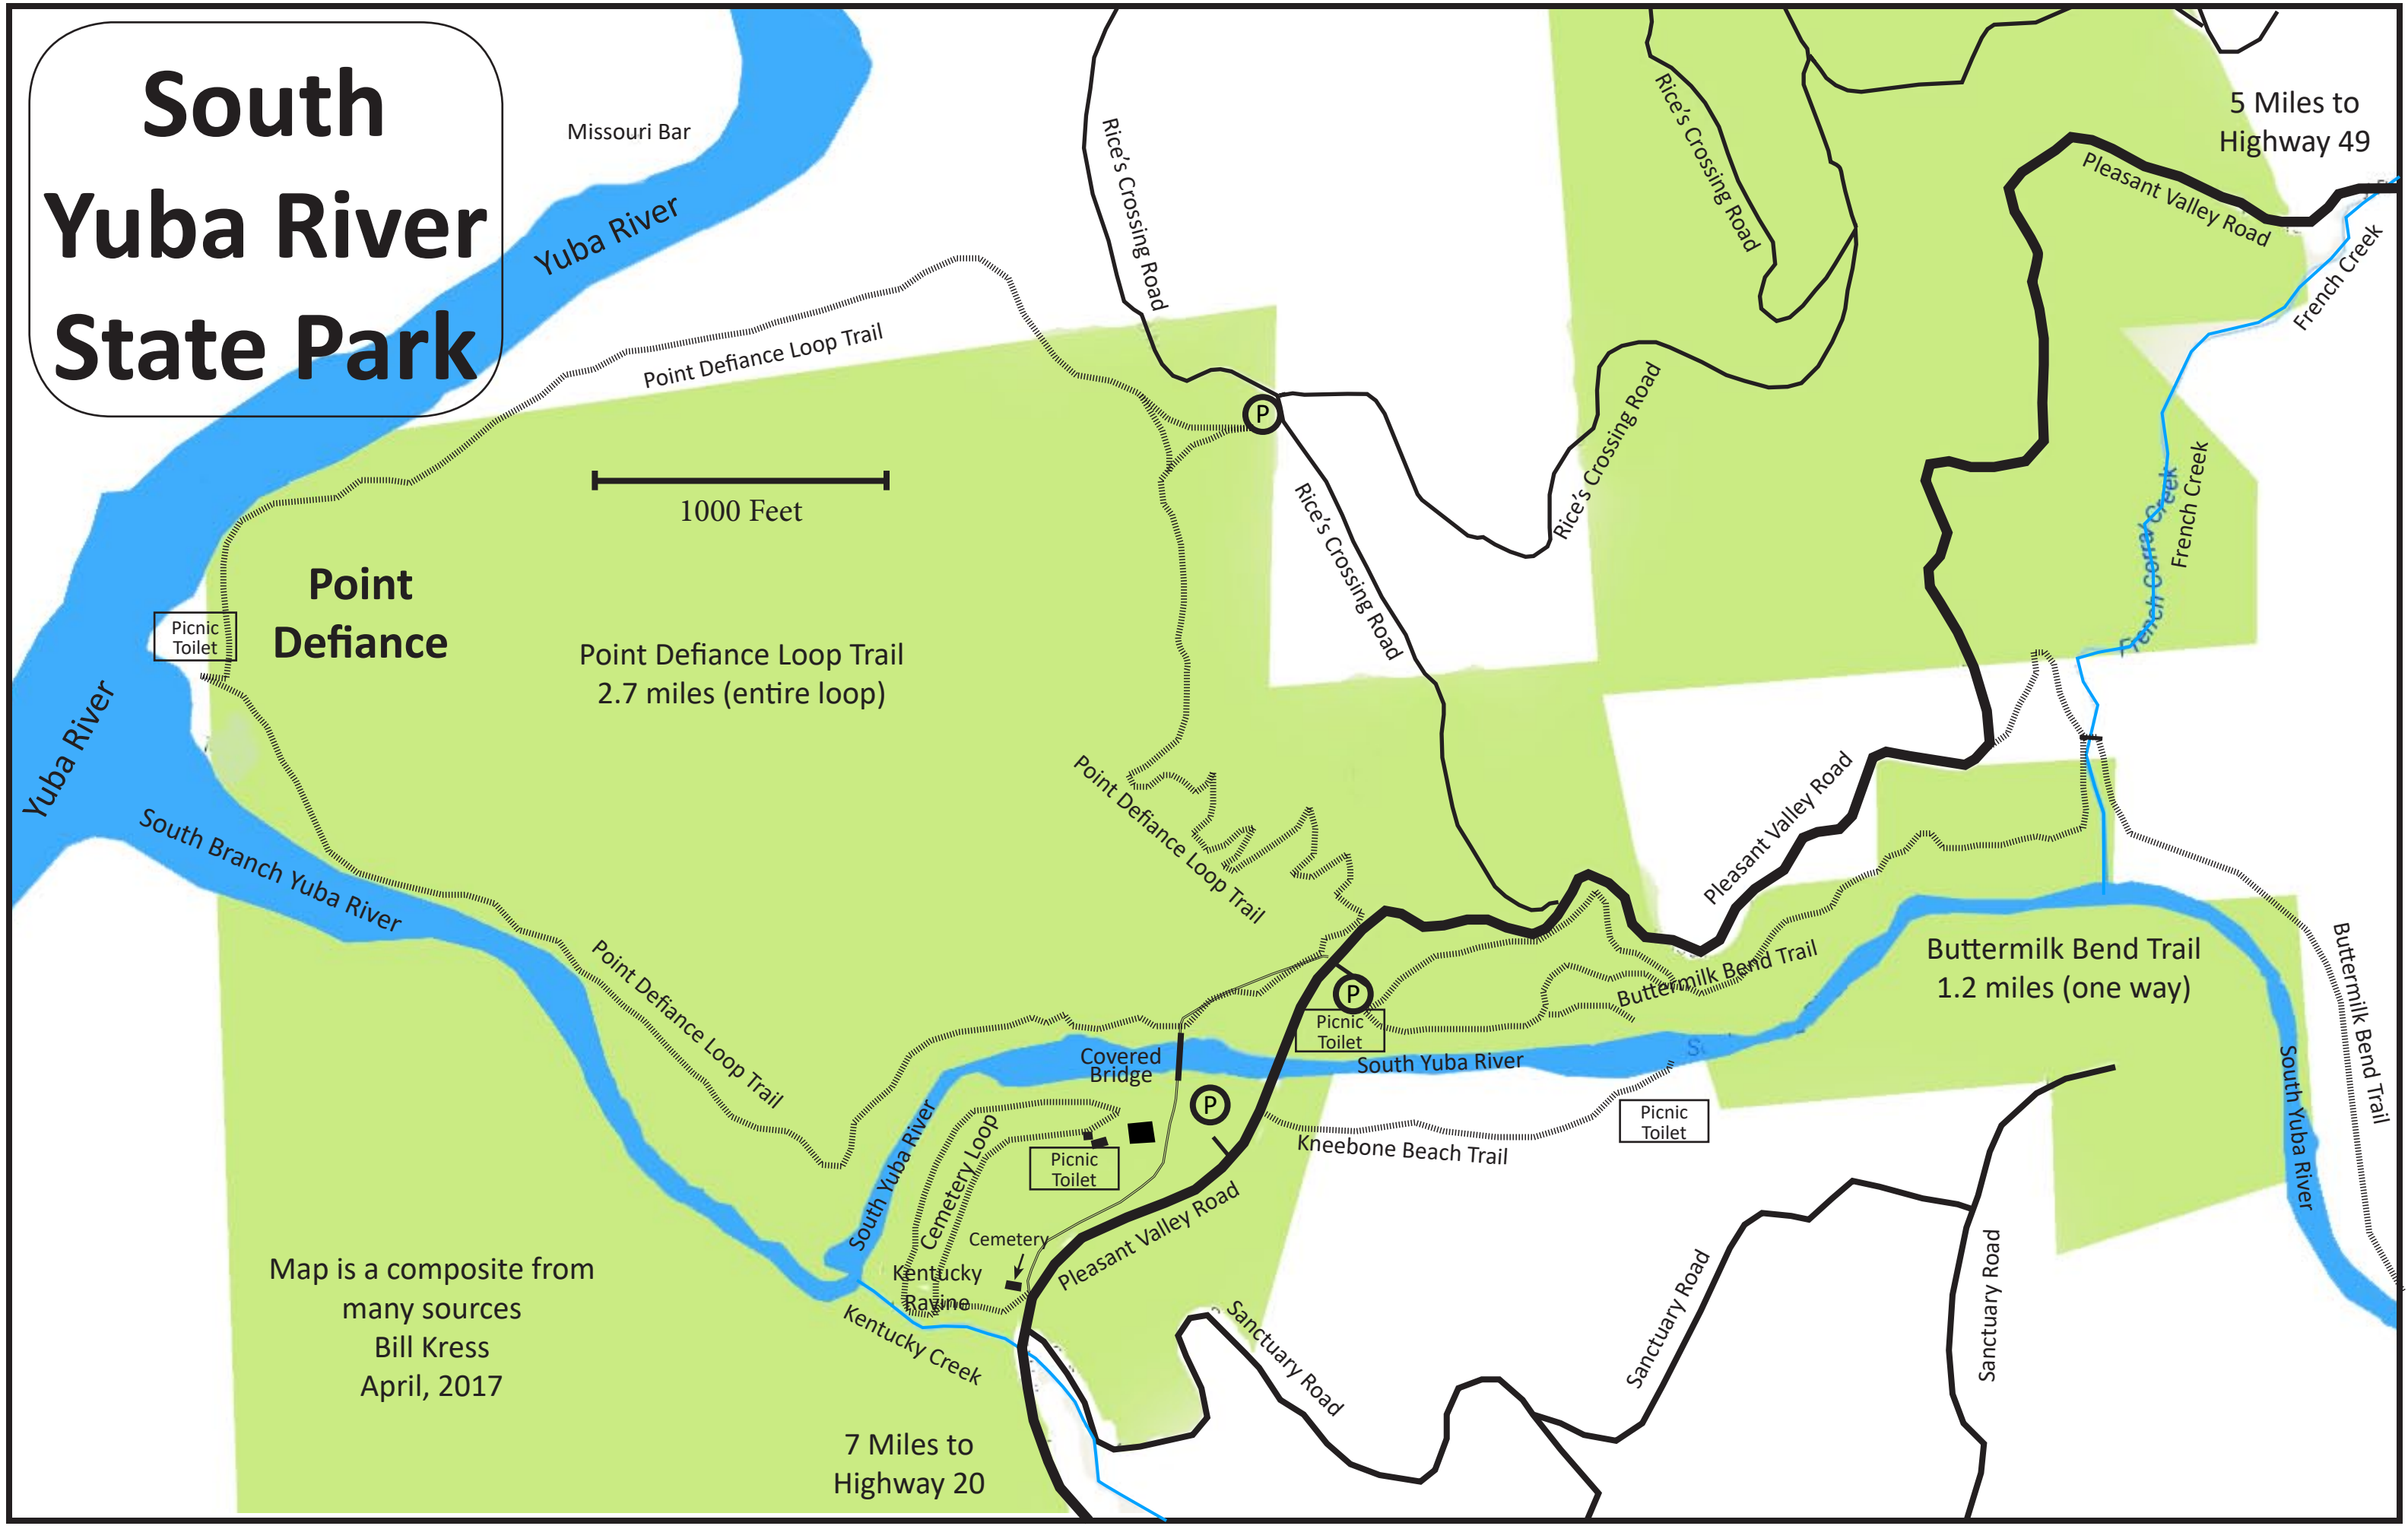 South
Yuba River
State Park
Missouri Bar
Yuba River
Rice's Crossing Road
Rice's Crossing Road
5 Miles to
Highway 49
Pleasant Valley Road
French Creek
Point Defiance Loop Trail
P
1000 Feet
Rice's Crossing Road
Rice's Crossing Road
French Corral Creek
French Creek
Point
Defiance
Picnic
Toilet
Point Defiance Loop Trail
2.7 miles (entire loop)
Yuba River
South Branch Yuba River
Point Defiance Loop Trail
Pleasant Valley Road
Point Defiance Loop Trail
Buttermilk Bend Trail
Buttermilk Bend Trail
1.2 miles (one way)
Buttermilk Bend Trail
P
Picnic
Toilet
Covered
Bridge
South Yuba River
South Yuba River
P
Picnic
Toilet
Kneebone Beach Trail
South Yuba River
Cemetery Loop
Picnic
Toilet
Cemetery
Kentucky
Ravine
Kentucky Creek
Pleasant Valley Road
Sanctuary Road
Sanctuary Road
Sanctuary Road
Map is a composite from
many sources
Bill Kress
April, 2017
7 Miles to
Highway 20